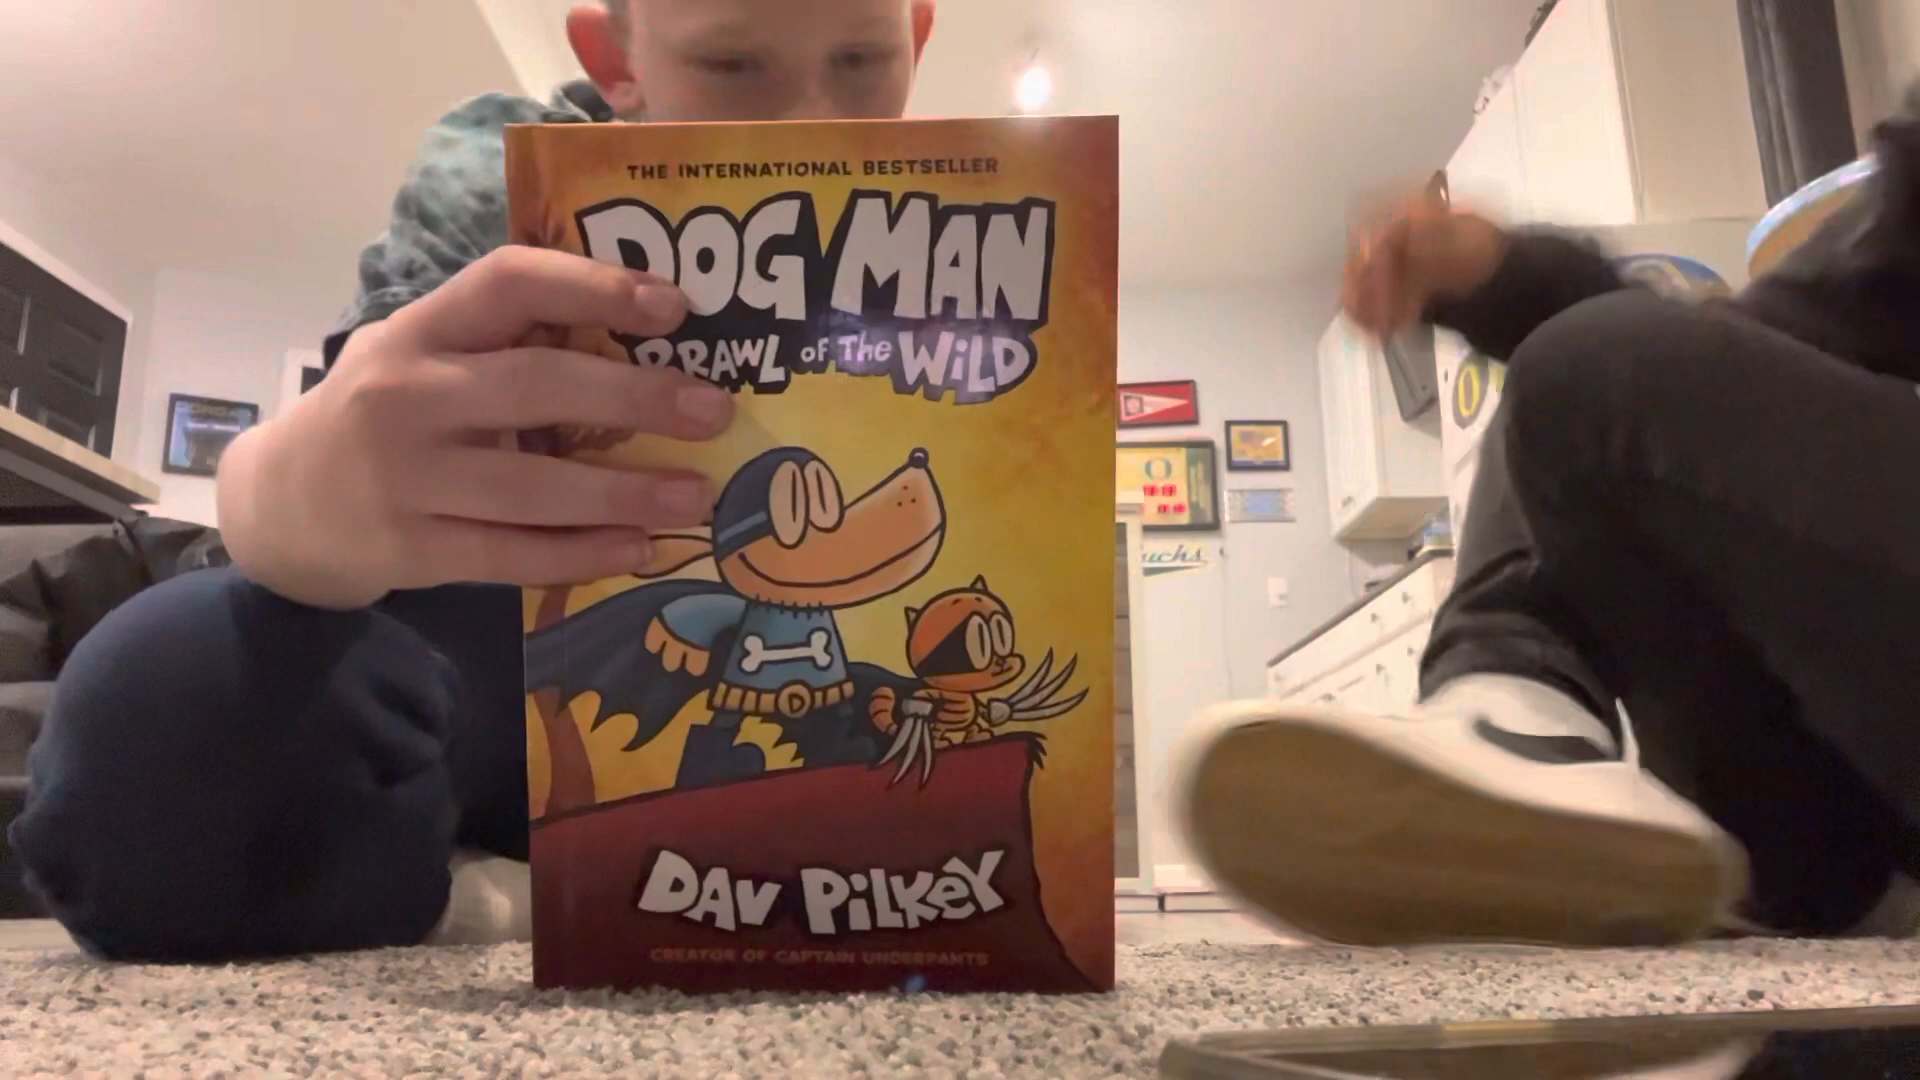 THE INTERNATIONAL BESTSELLER
DOG MAN
BRAWL OF THE WiLD
D
DAV PiLKEY
CREATOR OF CAPTAIN UNDERPANTS
O
O